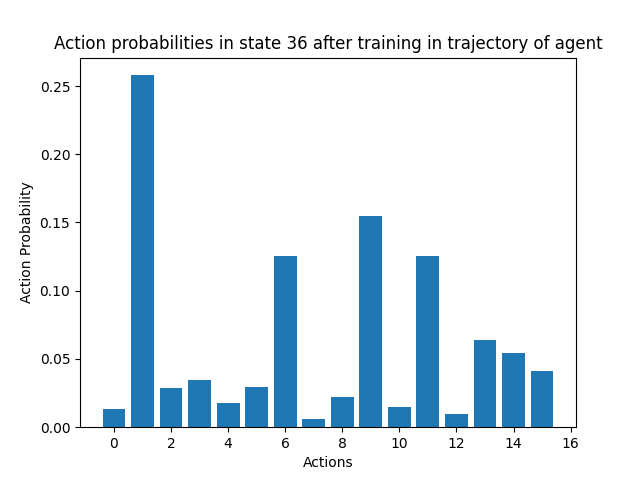 Action probabilities in state 36 after training in trajectory of agent
0.25
0.20
0.15
0.10
0.05
0.00
Action Probability
0 2 4 6 8 10 12 14 16
Actions